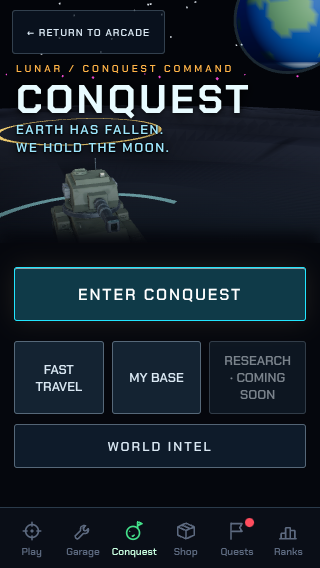 ← RETURN TO ARCADE
LUNAR / CONQUEST COMMAND
CONQUEST
EARTH HAS FALLEN.
WE HOLD THE MOON.
ENTER CONQUEST
FAST
TRAVEL
MY BASE
RESEARCH
· COMING
SOON
WORLD INTEL
Play
Garage
Conquest
Shop
Quests
Ranks